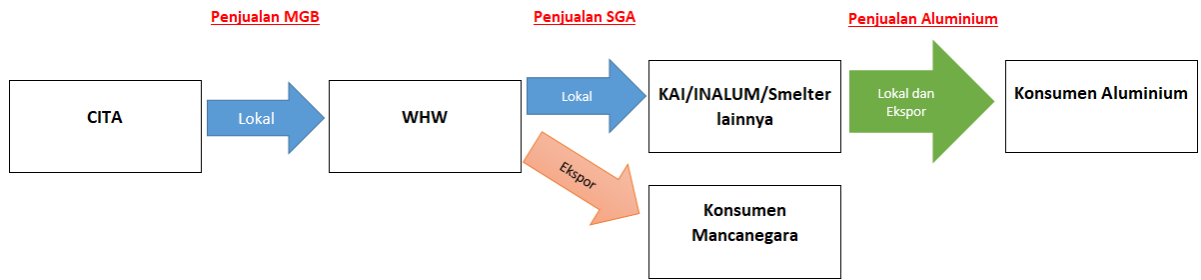 Penjualan MGB
Penjualan SGA
Penjualan Aluminium
CITA
Lokal
WHW
Lokal
KAI/INALUM/Smelter
lainnya
Lokal dan
Ekspor
Konsumen Aluminium
Ekspor
Konsumen
Mancanegara